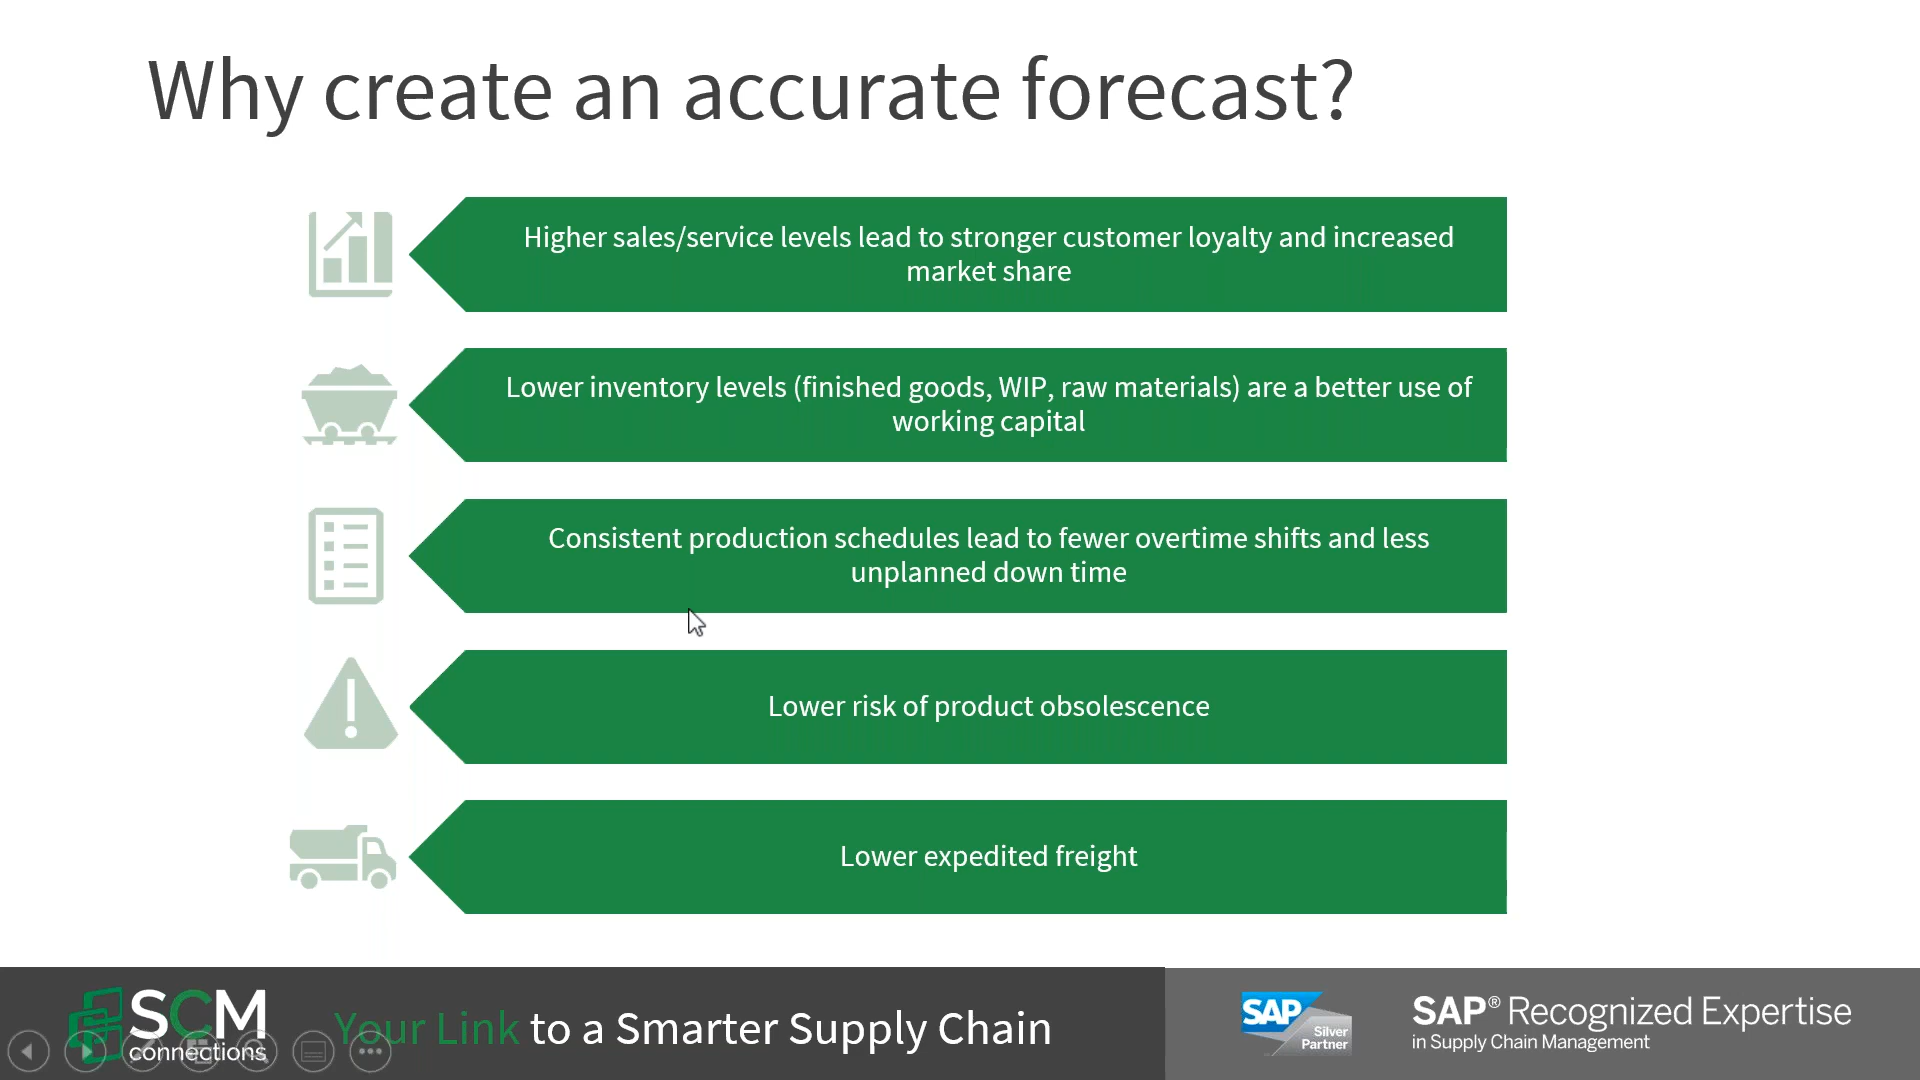 Why create an accurate forecast?
Higher sales/service levels lead to stronger customer loyalty and increased
market share
Lower inventory levels (finished goods, WIP, raw materials) are a better use of
working capital
Consistent production schedules lead to fewer overtime shifts and less
unplanned down time
Lower risk of product obsolescence
Lower expedited freight
SCM
connections
Your Link to a Smarter Supply Chain
SAP
Silver
Partner
SAP® Recognized Expertise
in Supply Chain Management